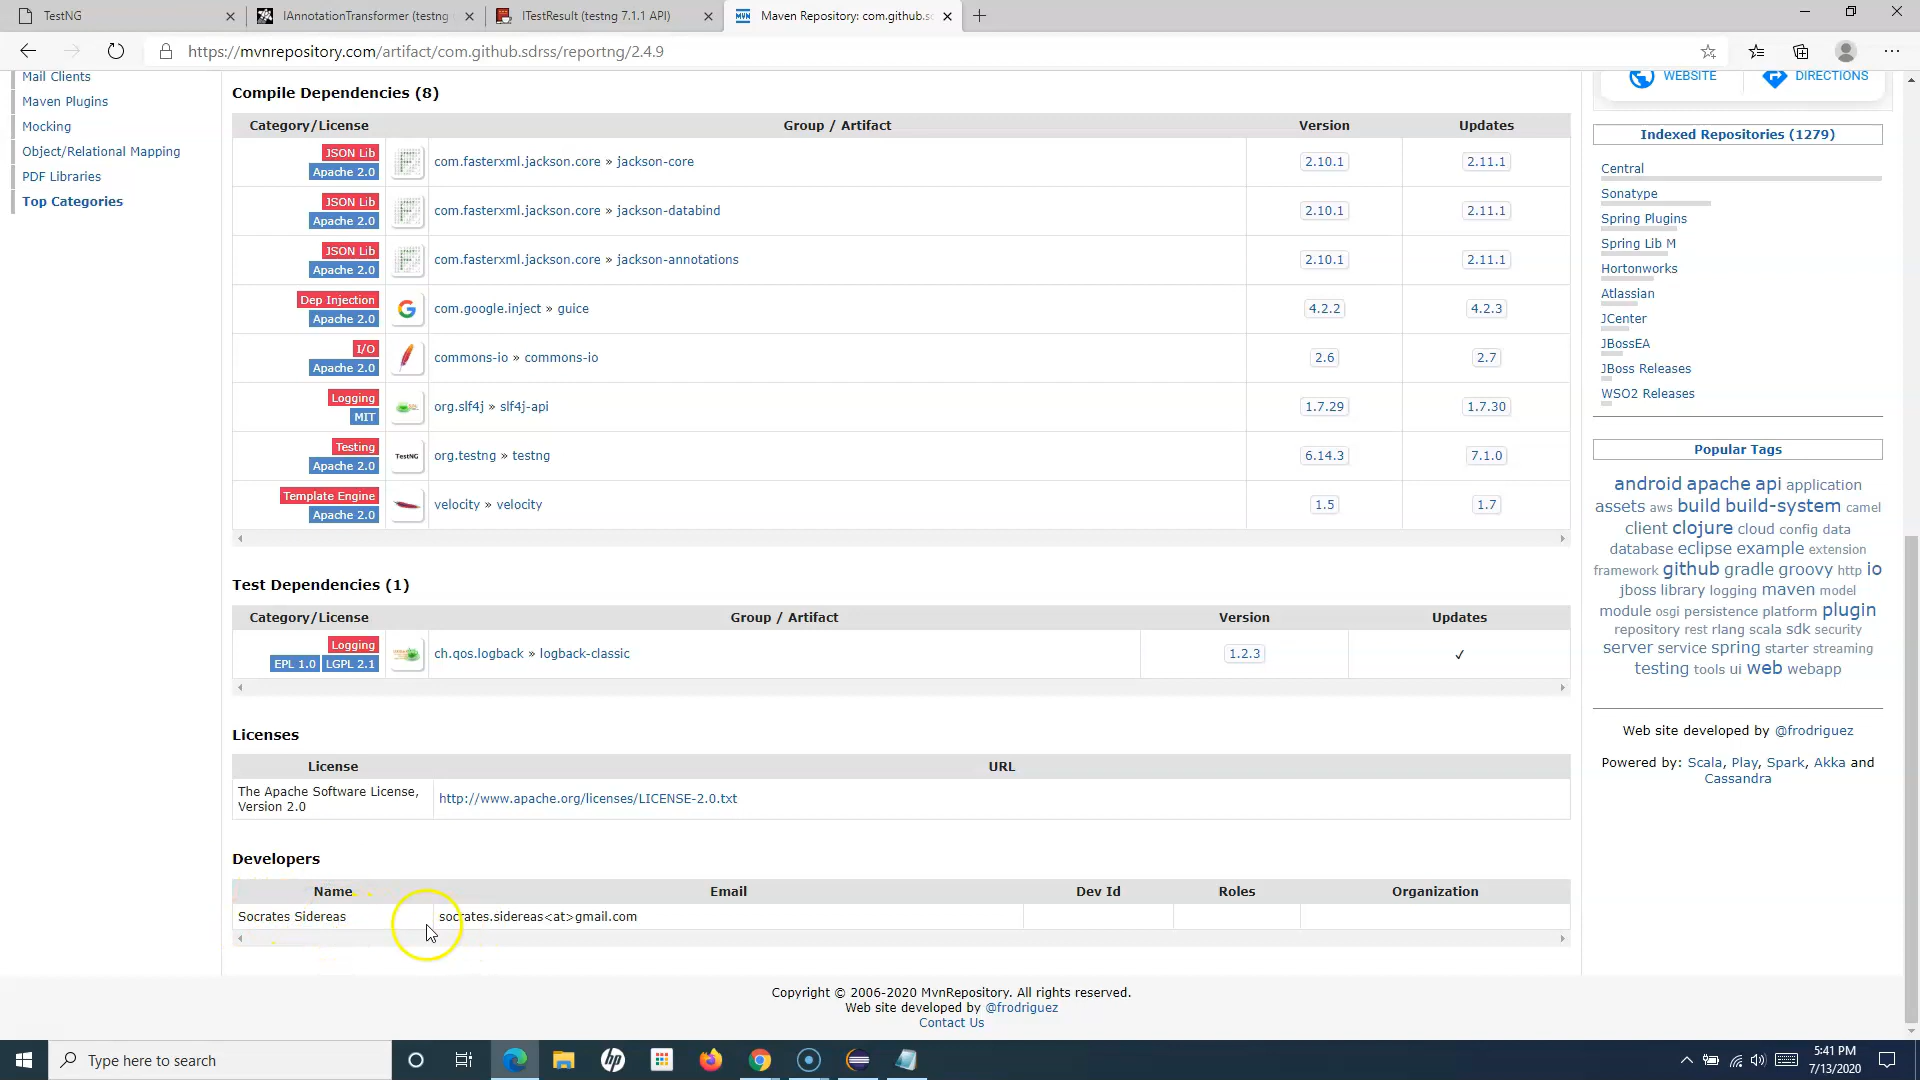 TestNG
IAnnotationTransformer (testng
ITestResult (testng 7.1.1 API)
MVN Maven Repository: com.github.sd
https://mvnrepository.com/artifact/com.github.sdrss/reportng/2.4.9
Mail Clients
Maven Plugins
Mocking
Object/Relational Mapping
PDF Libraries
Top Categories
Compile Dependencies (8)
Category/License Group / Artifact Version Updates
JSON Lib
Apache 2.0
com.fasterxml.jackson.core » jackson-core 2.10.1 2.11.1
JSON Lib
Apache 2.0
com.fasterxml.jackson.core » jackson-databind 2.10.1 2.11.1
JSON Lib
Apache 2.0
com.fasterxml.jackson.core » jackson-annotations 2.10.1 2.11.1
Dep Injection
Apache 2.0
com.google.inject » guice 4.2.2 4.2.3
I/O
Apache 2.0
commons-io » commons-io 2.6 2.7
Logging
MIT
org.slf4j » slf4j-api 1.7.29 1.7.30
Testing
Apache 2.0
TestNG
org.testng » testng 6.14.3 7.1.0
Template Engine
Apache 2.0
velocity » velocity 1.5 1.7
Test Dependencies (1)
Category/License Group / Artifact Version Updates
Logging
EPL 1.0 LGPL 2.1
ch.qos.logback » logback-classic 1.2.3 ✓
Licenses
License URL
The Apache Software License,
Version 2.0
http://www.apache.org/licenses/LICENSE-2.0.txt
Developers
Name Email Dev Id Roles Organization
Socrates Sidereas socrates.sidereas<at>gmail.com
WEBSITE DIRECTIONS
Indexed Repositories (1279)
Central
Sonatype
Spring Plugins
Spring Lib M
Hortonworks
Atlassian
JCenter
JBossEA
JBoss Releases
WSO2 Releases
Popular Tags
android apache api application
assets aws build build-system camel
client clojure cloud config data
database eclipse example extension
framework github gradle groovy http io
jboss library logging maven model
module osgi persistence platform plugin
repository rest rlang scala sdk security
server service spring starter streaming
testing tools ui web webapp
Web site developed by @frodriguez
Powered by: Scala, Play, Spark, Akka and
Cassandra
Copyright © 2006-2020 MvnRepository. All rights reserved.
Web site developed by @frodriguez
Contact Us
Type here to search
hp
5:41 PM
7/13/2020